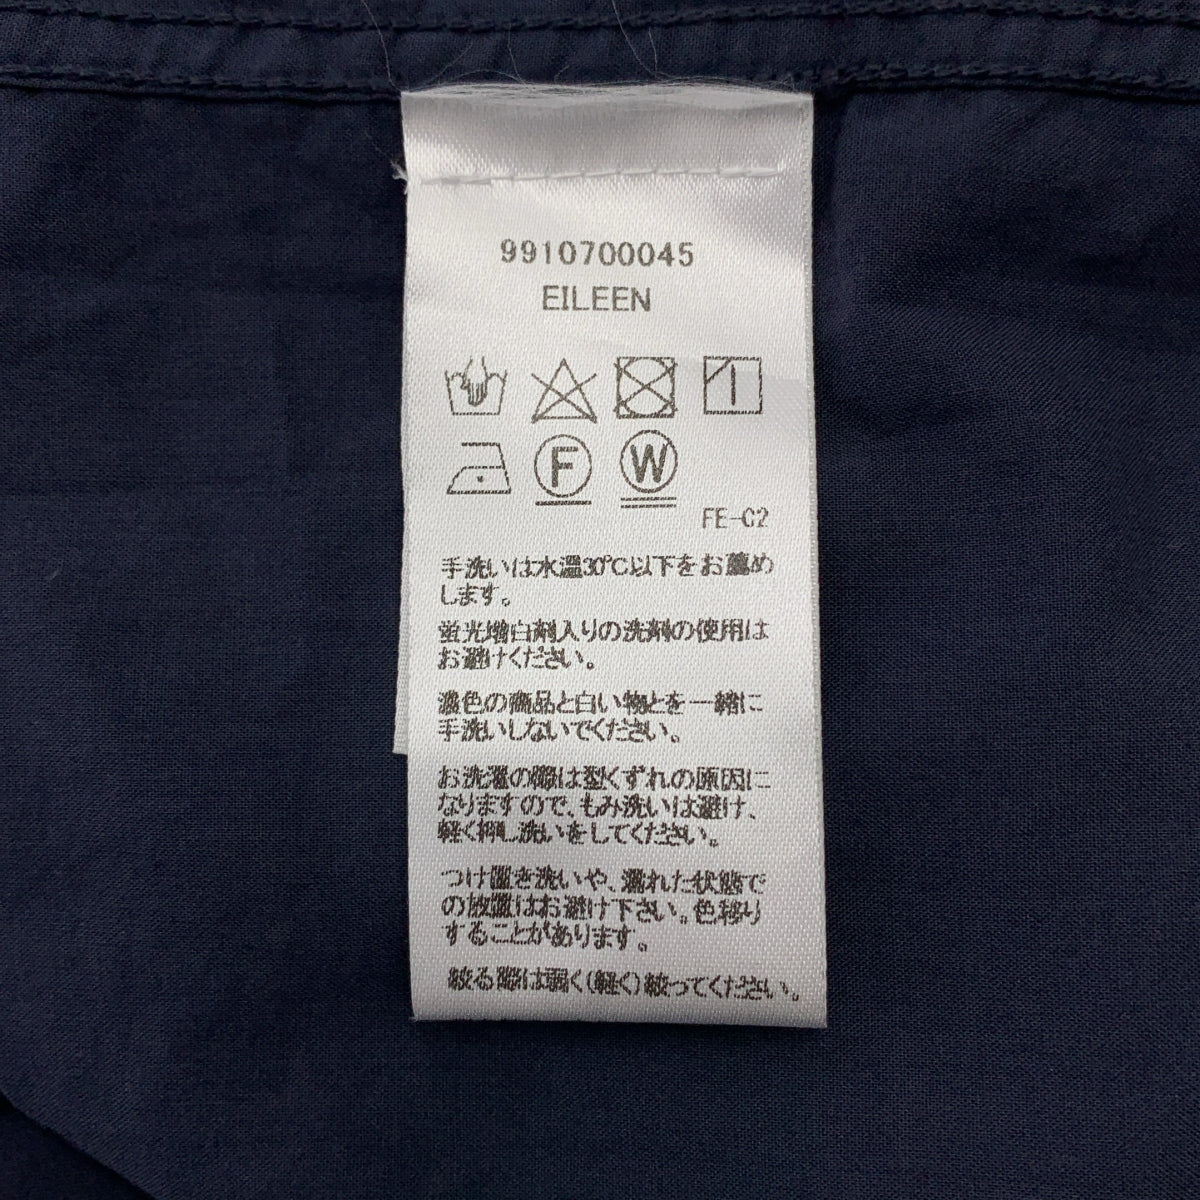 9910700045
EILEEN
F W
FE-C2
手洗いは水温30℃以下をお薦め
します。
蛍光増白剤入りの洗剤の使用は
お避けください。
濃色の商品と白い物とを一緒に
手洗いしないでください。
お洗濯の際は型くずれの原因に
なりますので、もみ洗いは避け、
軽く押し洗いをしてください。
つけ置き洗いや、濡れた状態で
の放置はお避け下さい。色移り
することがあります。
絞る際は弱く(軽く)絞ってください。